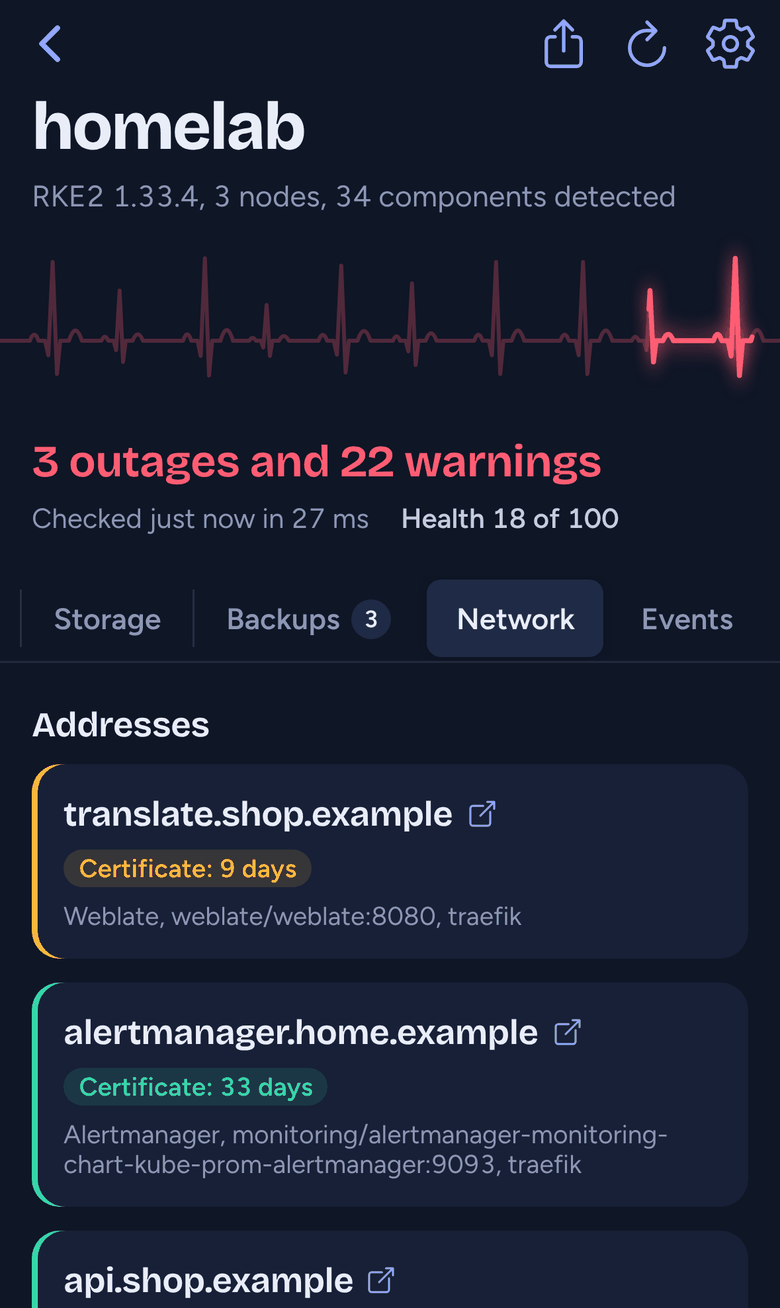 homelab
RKE2 1.33.4, 3 nodes, 34 components detected
3 outages and 22 warnings
Checked just now in 27 ms Health 18 of 100
Storage Backups 3 Network Events
Addresses
translate.shop.example
Certificate: 9 days
Weblate, weblate/weblate:8080, traefik
alertmanager.home.example
Certificate: 33 days
Alertmanager, monitoring/alertmanager-monitoring-
chart-kube-prom-alertmanager:9093, traefik
api.shop.example